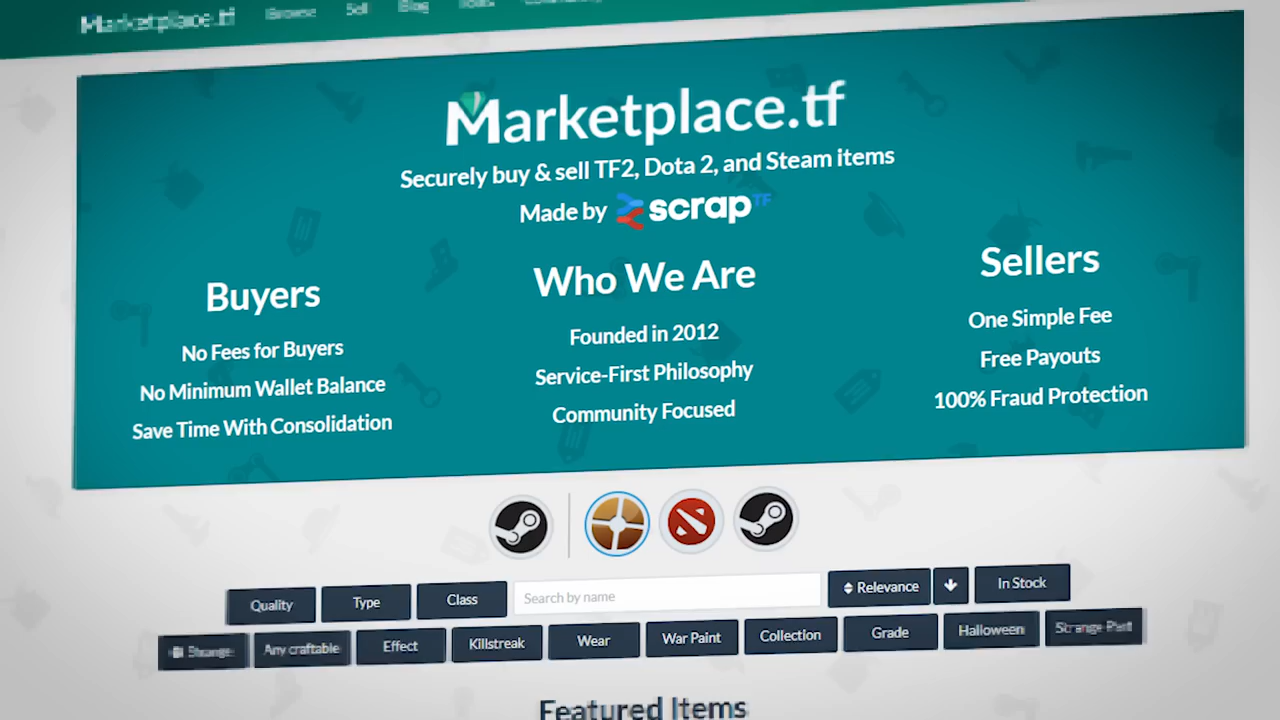 Marketplace.tf Browse Sell Blog
Marketplace.tf
Securely buy & sell TF2, Dota 2, and Steam items
Made by scrap TF
Buyers
No Fees for Buyers
No Minimum Wallet Balance
Save Time With Consolidation
Who We Are
Founded in 2012
Service-First Philosophy
Community Focused
Sellers
One Simple Fee
Free Payouts
100% Fraud Protection
Quality Type Class Search by name Relevance In Stock
Strange Any craftable Effect Killstreak Wear War Paint Collection Grade Halloween Strange Part
Featured Items